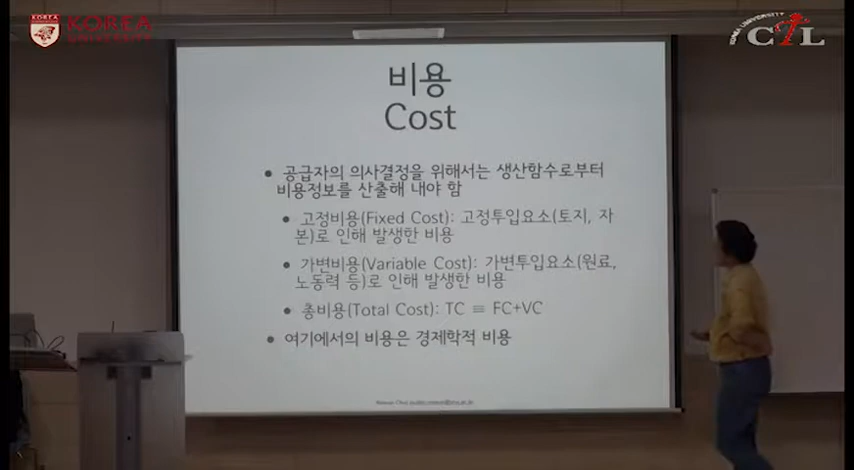 KOREA
KOREA
UNIVERSITY
KOREA UNIVERSITY
CTL
비용
Cost
● 공급자의 의사결정을 위해서는 생산함수로부터
비용정보를 산출해 내야 함
● 고정비용(Fixed Cost): 고정투입요소(토지, 자
본)로 인해 발생한 비용
● 가변비용(Variable Cost): 가변투입요소(원료,
노동력 등)로 인해 발생한 비용
● 총비용(Total Cost): TC ≡ FC+VC
● 여기에서의 비용은 경제학적 비용